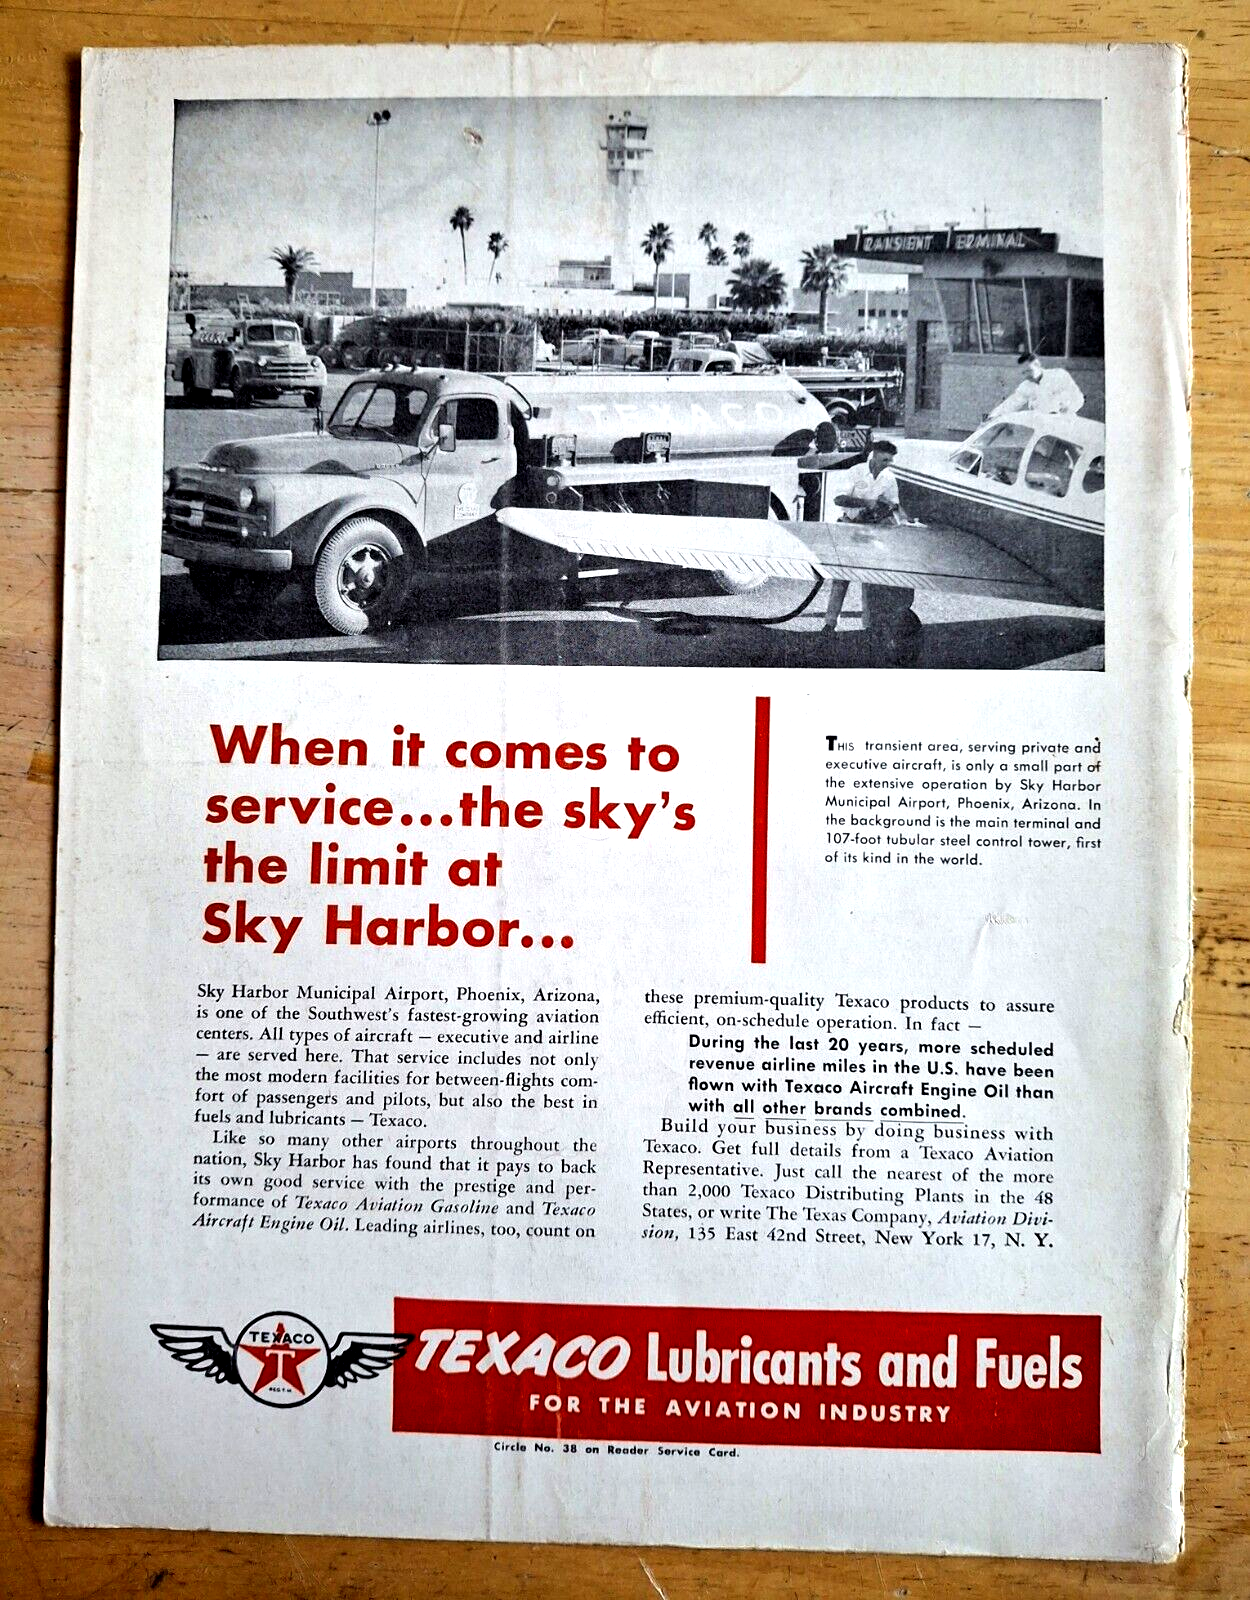 TRANSIENT TERMINAL
TEXACO
When it comes to
service...the sky's
the limit at
Sky Harbor...
THIS transient area, serving private and
executive aircraft, is only a small part of
the extensive operation by Sky Harbor
Municipal Airport, Phoenix, Arizona. In
the background is the main terminal and
107-foot tubular steel control tower, first
of its kind in the world.
Sky Harbor Municipal Airport, Phoenix, Arizona,
is one of the Southwest's fastest-growing aviation
centers. All types of aircraft — executive and airline
— are served here. That service includes not only
the most modern facilities for between-flights com-
fort of passengers and pilots, but also the best in
fuels and lubricants — Texaco.
Like so many other airports throughout the
nation, Sky Harbor has found that it pays to back
its own good service with the prestige and per-
formance of Texaco Aviation Gasoline and Texaco
Aircraft Engine Oil. Leading airlines, too, count on
these premium-quality Texaco products to assure
efficient, on-schedule operation. In fact —
During the last 20 years, more scheduled
revenue airline miles in the U.S. have been
flown with Texaco Aircraft Engine Oil than
with all other brands combined.
Build your business by doing business with
Texaco. Get full details from a Texaco Aviation
Representative. Just call the nearest of the more
than 2,000 Texaco Distributing Plants in the 48
States, or write The Texas Company, Aviation Divi-
sion, 135 East 42nd Street, New York 17, N. Y.
TEXACO
T
REG. T.M.
TEXACO Lubricants and Fuels
FOR THE AVIATION INDUSTRY
Circle No. 38 on Reader Service Card.